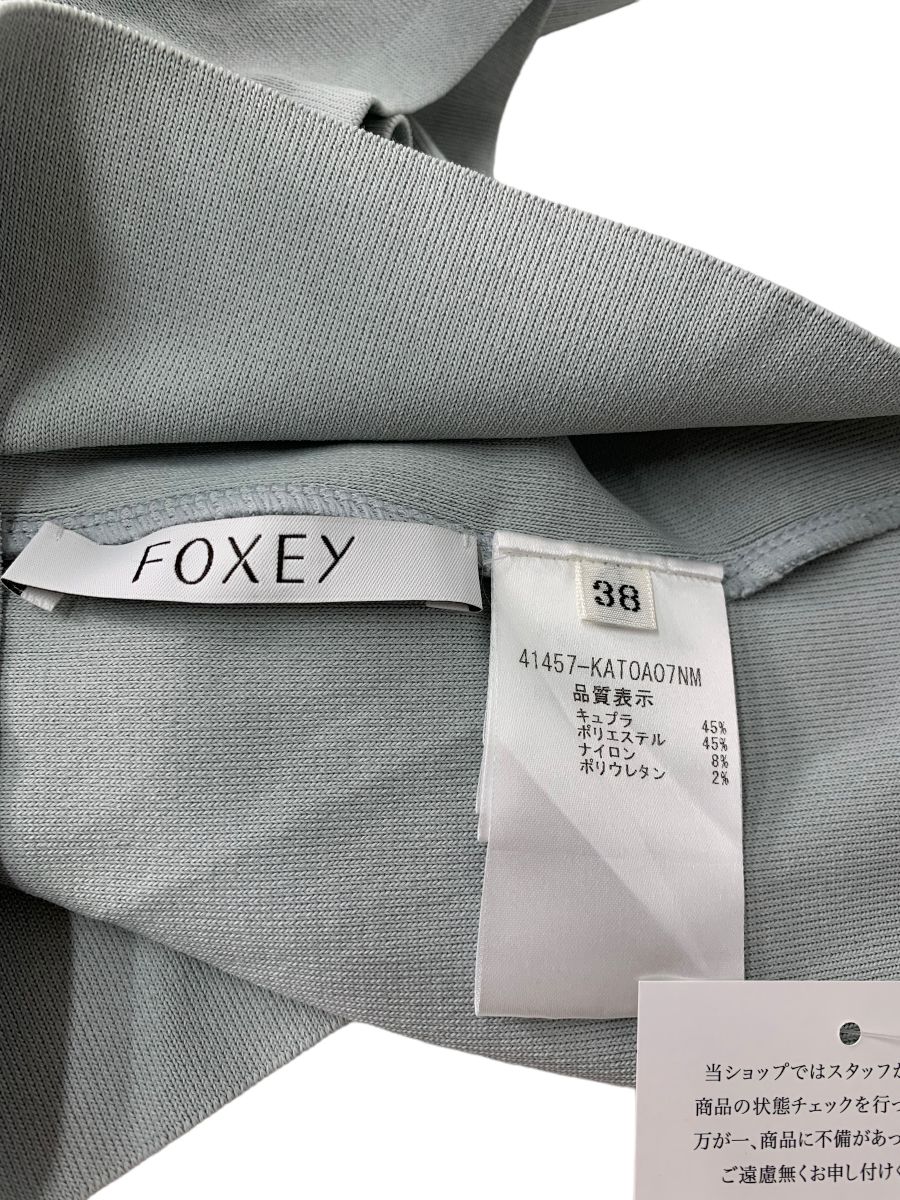 FOXEY
38
41457-KAT0A07NM
品質表示
キュプラ 45%
ポリエステル 45%
ナイロン 8%
ポリウレタン 2%
当ショップではスタッフが
商品の状態チェックを行っ
万が一、商品に不備があっ
ご遠慮無くお申し付けく